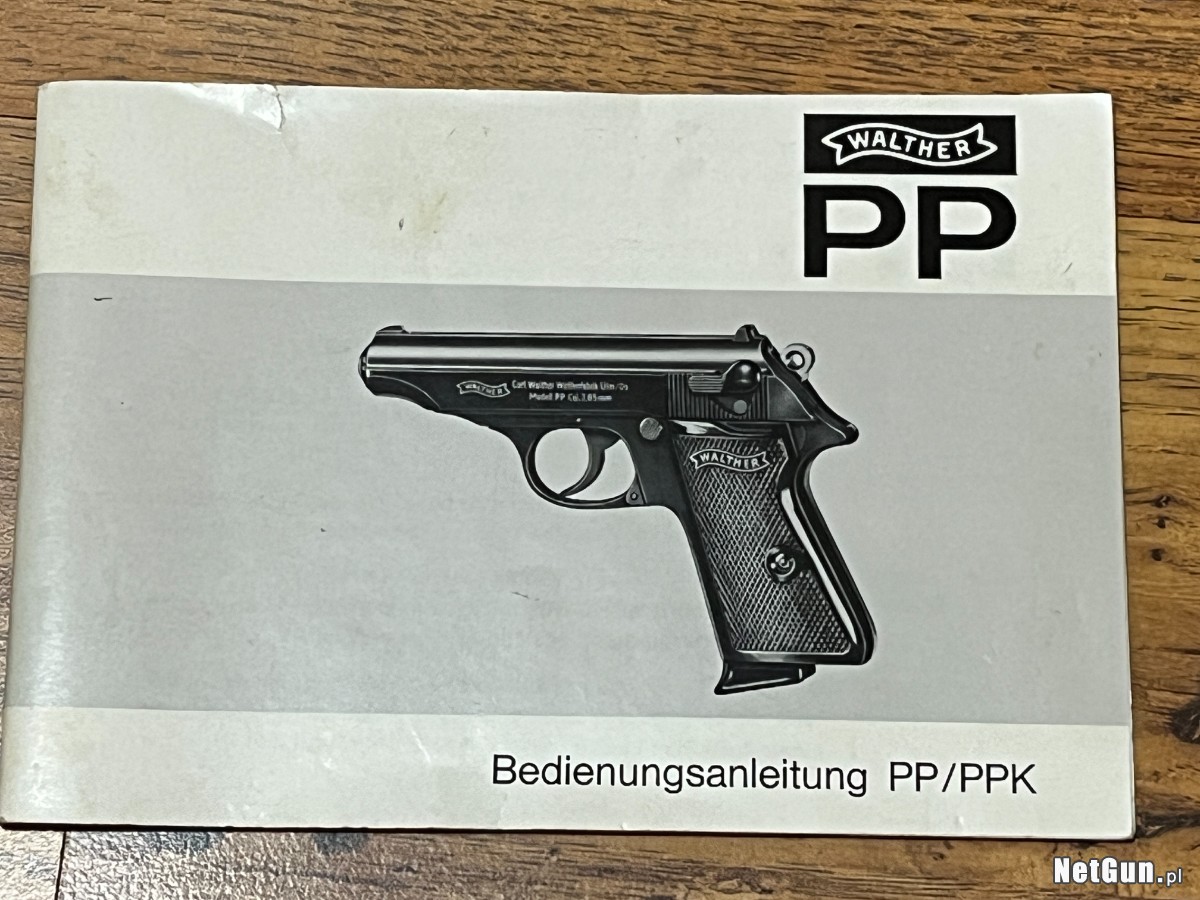 WALTHER
PP
WALTHER
Carl Walther Waffenfabrik Ulm/Do
Modell PP Cal.7.65mm
WALTHER
Bedienungsanleitung PP/PPK
NetGun.pl